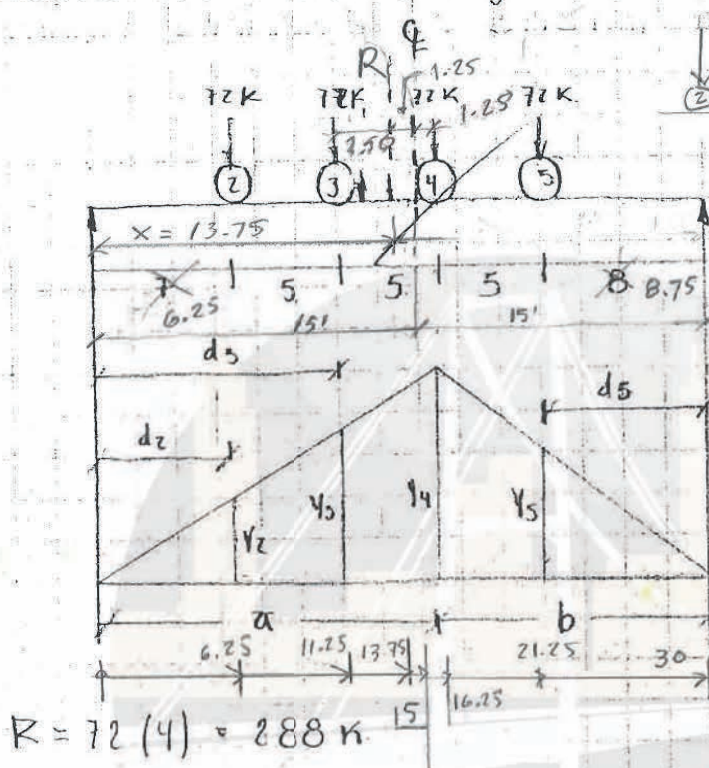 ℄
R 1.25
72K 72K 72K 1.25 72K
2.50
2 3 4 5
(2
x = 13.75
7 5 5 5 8 8.75
6.25
15' 15'
d3
d2 d5
y2 y3 y4 y5
a b
6.25 11.25 13.75 21.25 30
15 16.25
R = 72 (4) = 288 K